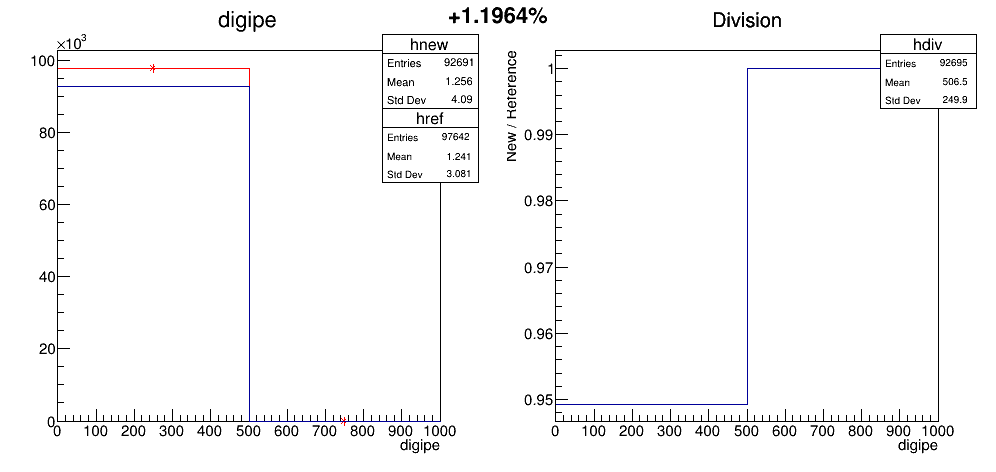 digipe
+1.1964%
Division
×10³
hnew
Entries 92691
Mean 1.256
Std Dev 4.09
href
Entries 97642
Mean 1.241
Std Dev 3.081
100
80
60
40
20
0
0 100 200 300 400 500 600 700 800 900 1000
digipe
hdiv
Entries 92695
Mean 506.5
Std Dev 249.9
New / Reference
1
0.99
0.98
0.97
0.96
0.95
0 100 200 300 400 500 600 700 800 900 1000
digipe